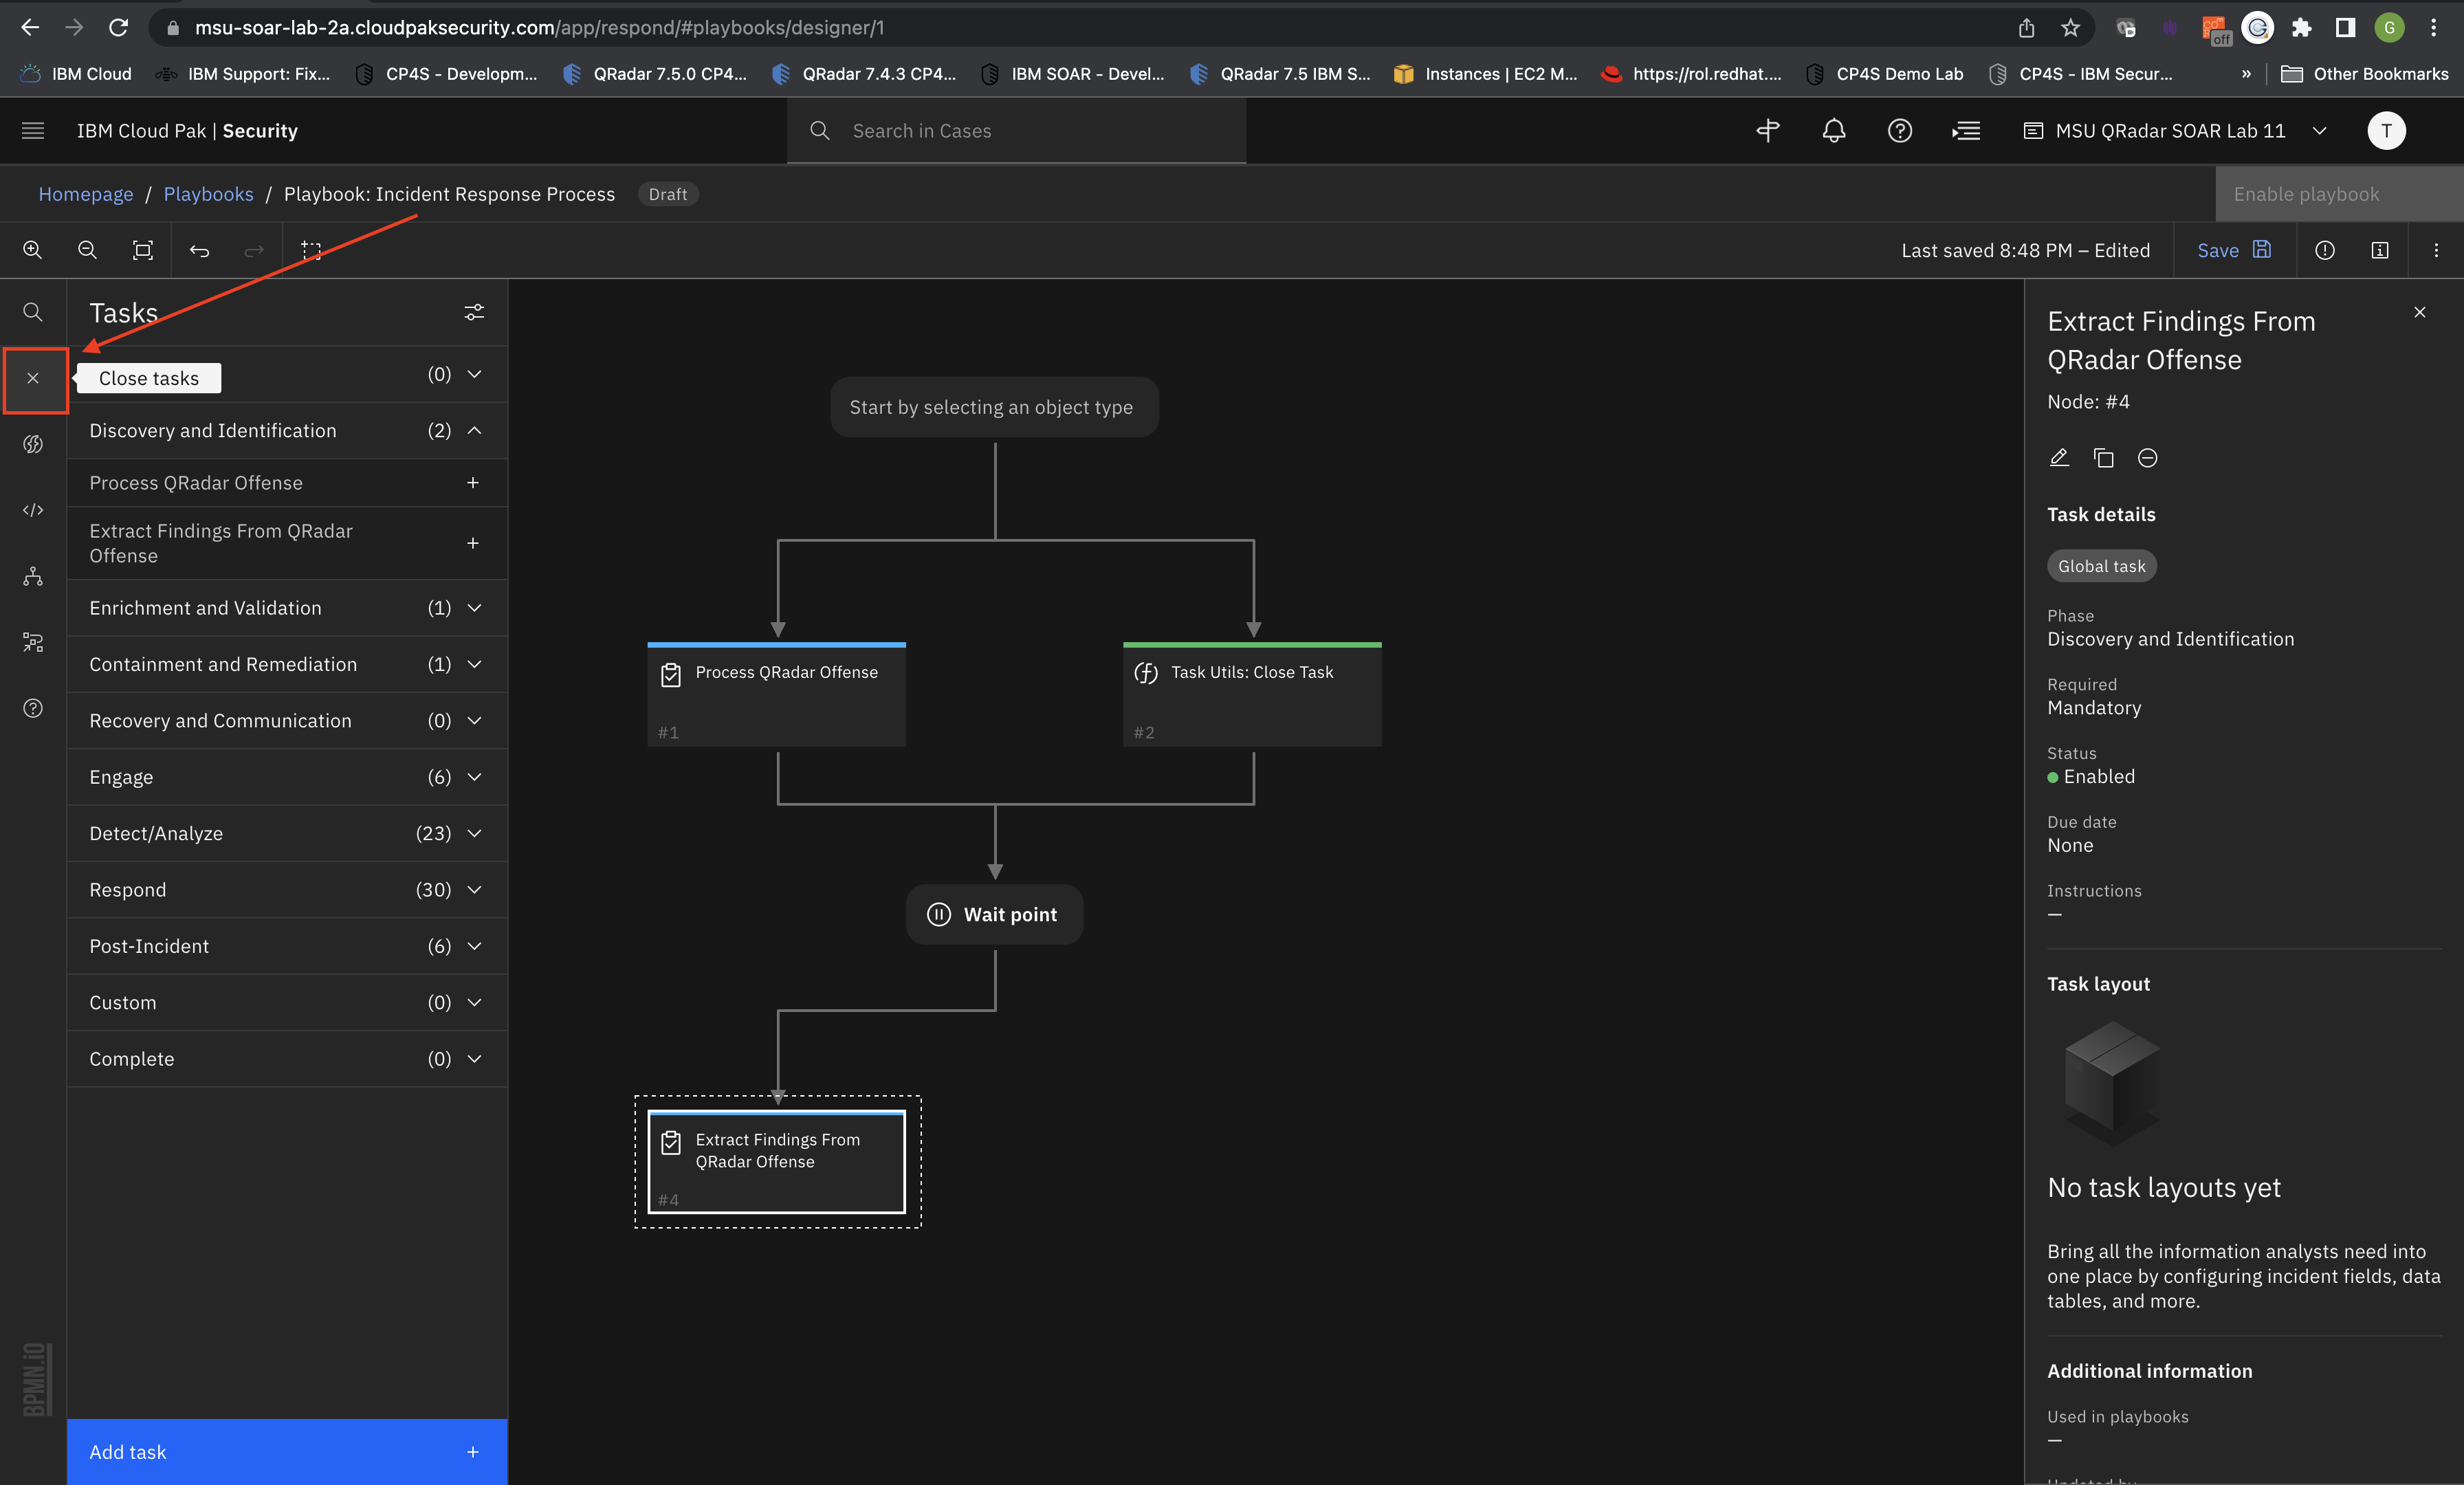 msu-soar-lab-2a.cloudpaksecurity.com/app/respond/#playbooks/designer/1
off
G
IBM Cloud
IBM Support: Fix...
CP4S - Developm...
QRadar 7.5.0 CP4...
QRadar 7.4.3 CP4...
IBM SOAR - Devel...
QRadar 7.5 IBM S...
Instances | EC2 M...
https://rol.redhat....
CP4S Demo Lab
CP4S - IBM Secur...
»
Other Bookmarks
IBM Cloud Pak | Security
Search in Cases
MSU QRadar SOAR Lab 11
T
Homepage / Playbooks / Playbook: Incident Response Process
Draft
Enable playbook
Last saved 8:48 PM – Edited
Save
Tasks
Close tasks
(0)
Discovery and Identification (2)
Process QRadar Offense +
Extract Findings From QRadar
Offense +
Enrichment and Validation (1)
Containment and Remediation (1)
Recovery and Communication (0)
Engage (6)
Detect/Analyze (23)
Respond (30)
Post-Incident (6)
Custom (0)
Complete (0)
BPMN.iO
Add task +
Start by selecting an object type
Process QRadar Offense
#1
Task Utils: Close Task
#2
Wait point
Extract Findings From
QRadar Offense
#4
Extract Findings From
QRadar Offense
Node: #4
Task details
Global task
Phase
Discovery and Identification
Required
Mandatory
Status
Enabled
Due date
None
Instructions
—
Task layout
No task layouts yet
Bring all the information analysts need into
one place by configuring incident fields, data
tables, and more.
Additional information
Used in playbooks
—